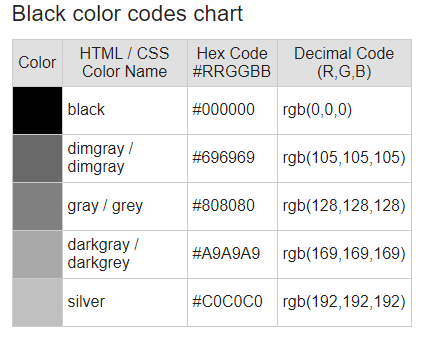 Black color codes chart
Color
HTML / CSS
Color Name
Hex Code
#RRGGBB
Decimal Code
(R,G,B)
black
#000000
rgb(0,0,0)
dimgray /
dimgray
#696969
rgb(105,105,105)
gray / grey
#808080
rgb(128,128,128)
darkgray /
darkgrey
#A9A9A9
rgb(169,169,169)
silver
#C0C0C0
rgb(192,192,192)